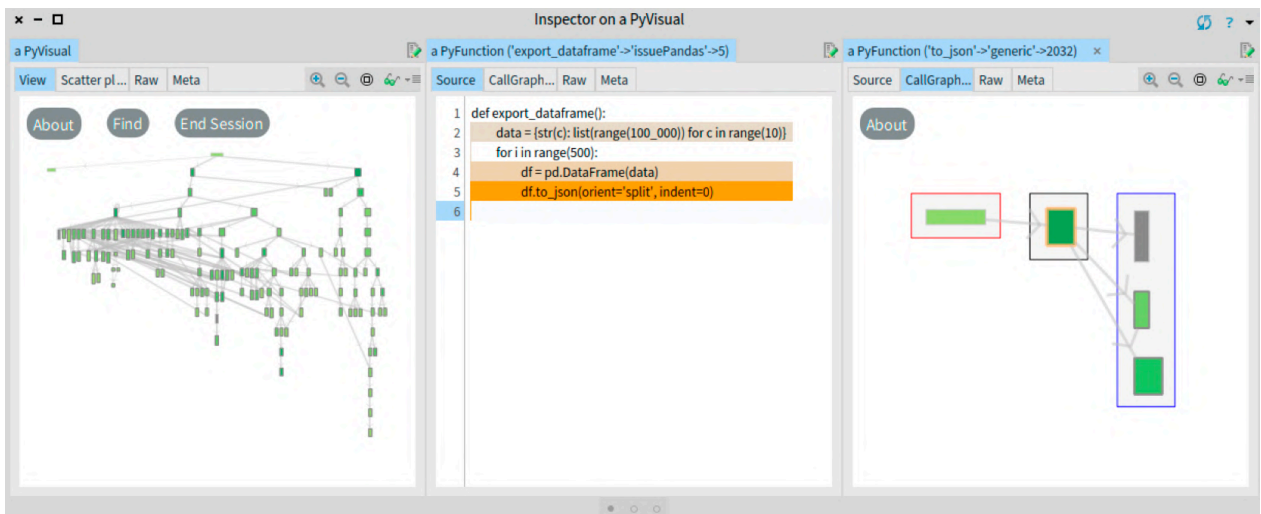 Inspector on a PyVisual
?
a PyVisual
View Scatter pl... Raw Meta
About Find End Session
a PyFunction ('export_dataframe'->'issuePandas'->5)
Source CallGraph... Raw Meta
1 def export_dataframe():
2 data = {str(c): list(range(100_000)) for c in range(10)}
3 for i in range(500):
4 df = pd.DataFrame(data)
5 df.to_json(orient='split', indent=0)
6
a PyFunction ('to_json'->'generic'->2032) ×
Source CallGraph... Raw Meta
About